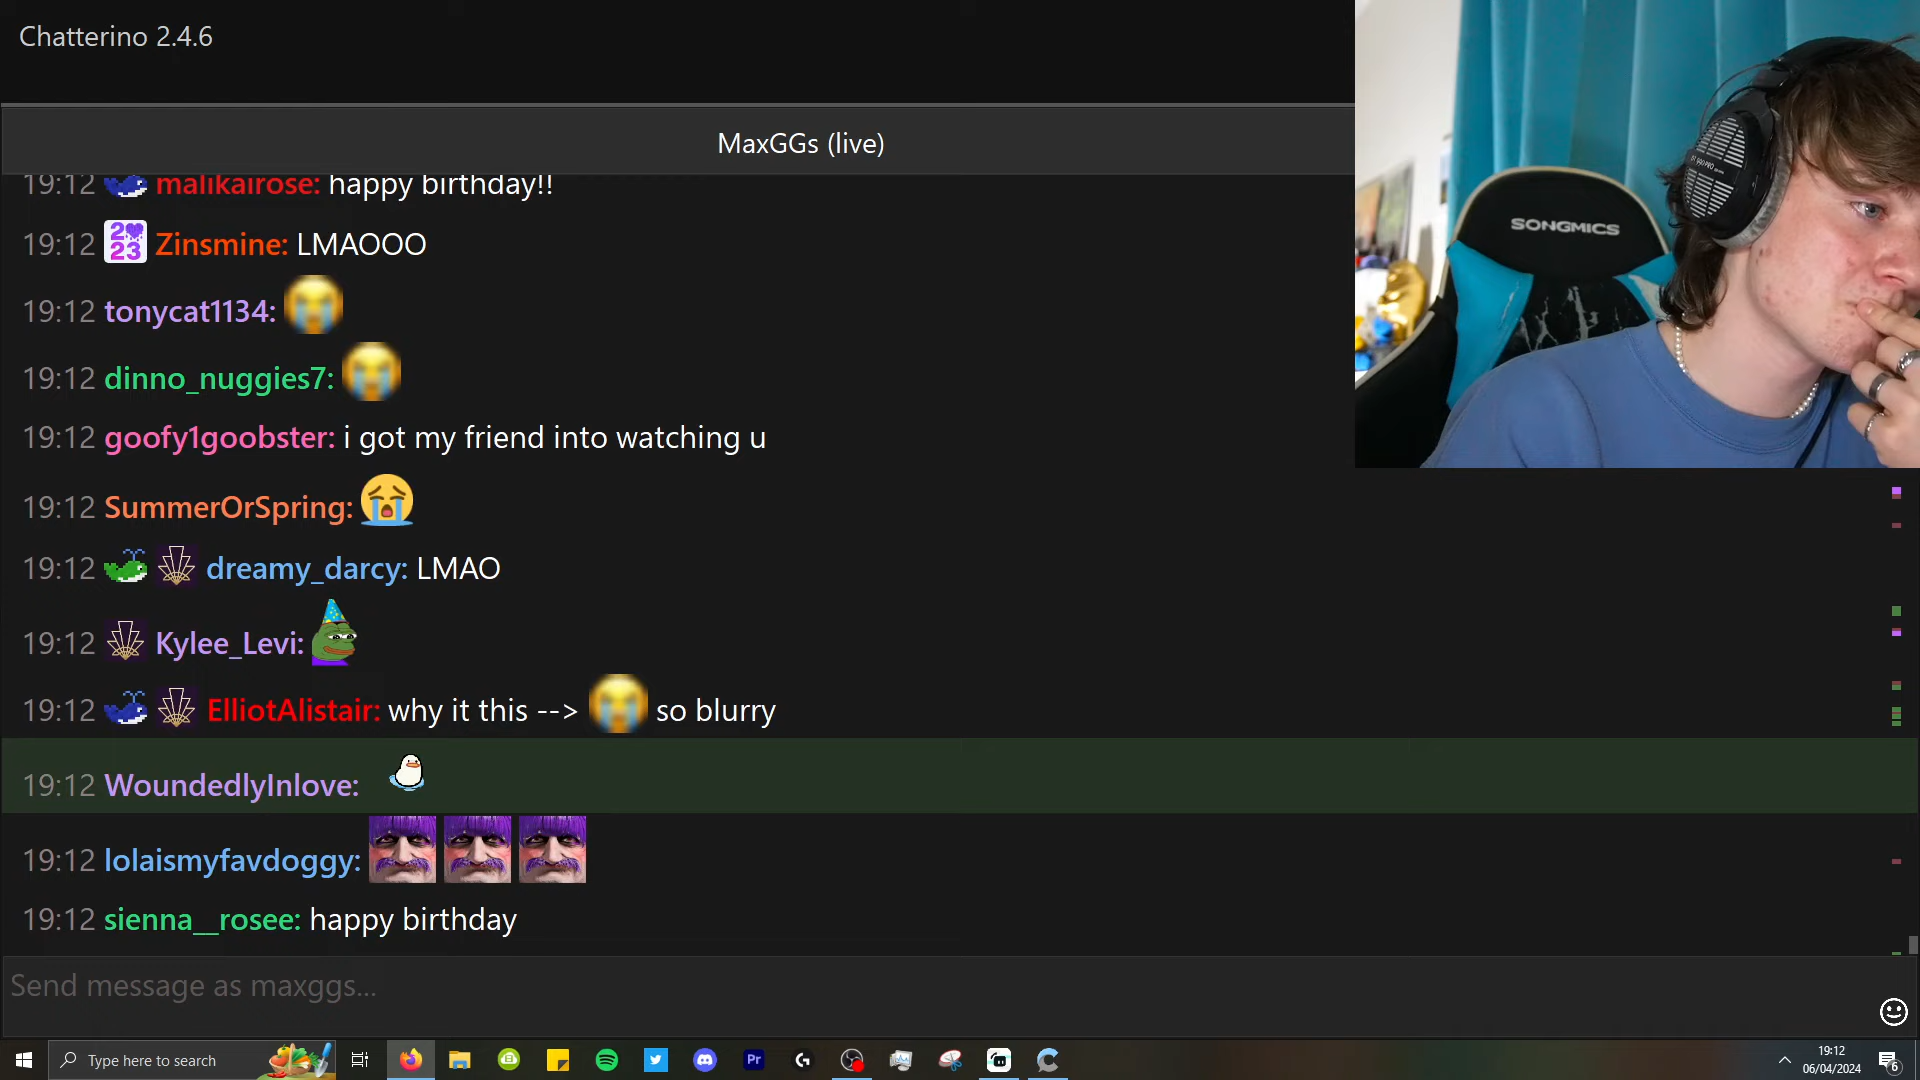 Chatterino 2.4.6
MaxGGs (live)
19:12 malikairose: happy birthday!!
19:12 2023 Zinsmine: LMAOOO
19:12 tonycat1134:
19:12 dinno_nuggies7:
19:12 goofy1goobster: i got my friend into watching u
19:12 SummerOrSpring:
19:12 dreamy_darcy: LMAO
19:12 Kylee_Levi:
19:12 ElliotAlistair: why it this --> so blurry
19:12 WoundedlyInlove:
19:12 lolaismyfavdoggy:
19:12 sienna__rosee: happy birthday
Send message as maxggs...
SONGMICS
Type here to search
Pr
19:12
06/04/2024
6